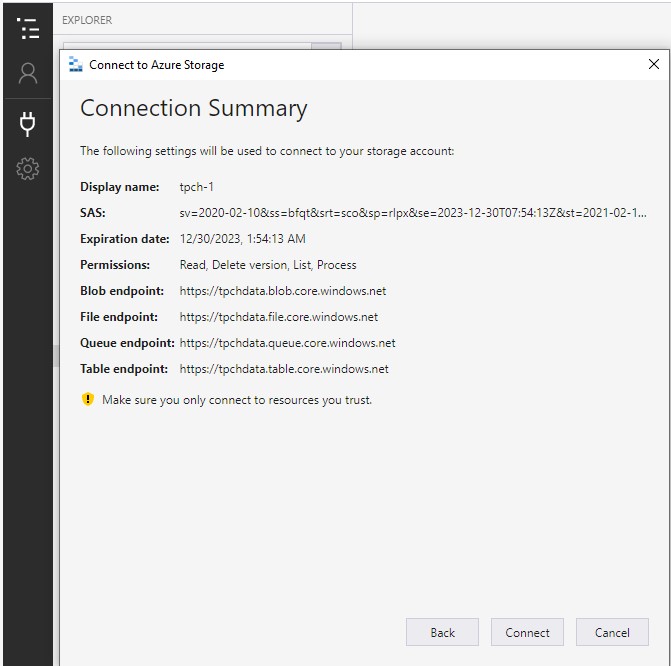 EXPLORER
Connect to Azure Storage
Connection Summary
The following settings will be used to connect to your storage account:
Display name: tpch-1
SAS: sv=2020-02-10&ss=bfqt&srt=sco&sp=rlpx&se=2023-12-30T07:54:13Z&st=2021-02-1...
Expiration date: 12/30/2023, 1:54:13 AM
Permissions: Read, Delete version, List, Process
Blob endpoint: https://tpchdata.blob.core.windows.net
File endpoint: https://tpchdata.file.core.windows.net
Queue endpoint: https://tpchdata.queue.core.windows.net
Table endpoint: https://tpchdata.table.core.windows.net
Make sure you only connect to resources you trust.
Back Connect Cancel